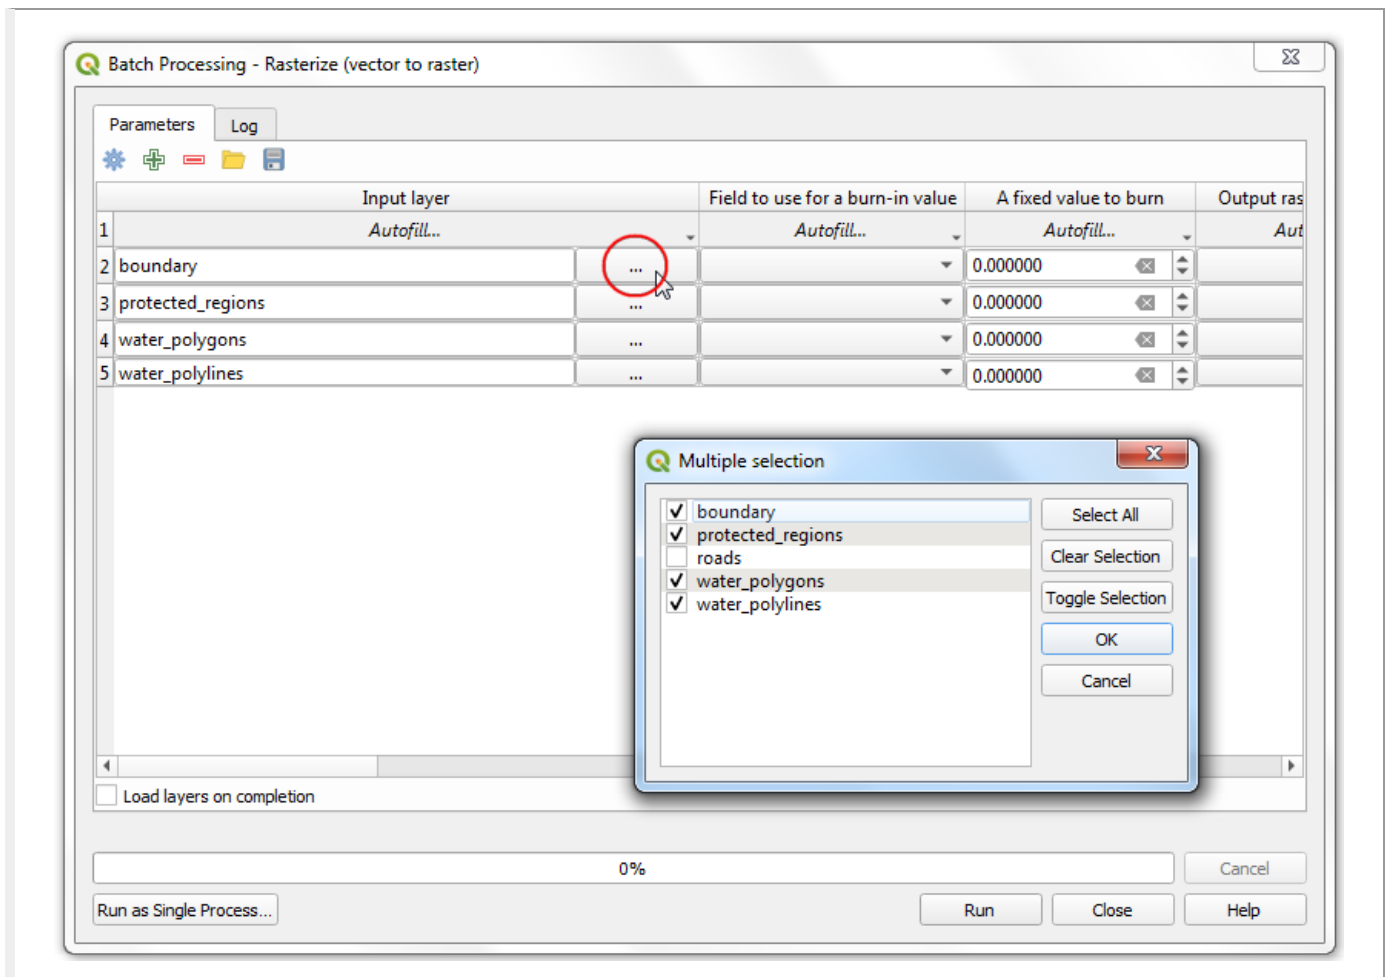 Batch Processing - Rasterize (vector to raster)
Parameters Log
Input layer Field to use for a burn-in value A fixed value to burn Output ras
1 Autofill... Autofill... Autofill... Aut
2 boundary ... 0.000000
3 protected_regions ... 0.000000
4 water_polygons ... 0.000000
5 water_polylines ... 0.000000
Multiple selection
boundary Select All
protected_regions
roads Clear Selection
water_polygons
water_polylines Toggle Selection
OK
Cancel
Load layers on completion
0% Cancel
Run as Single Process... Run Close Help